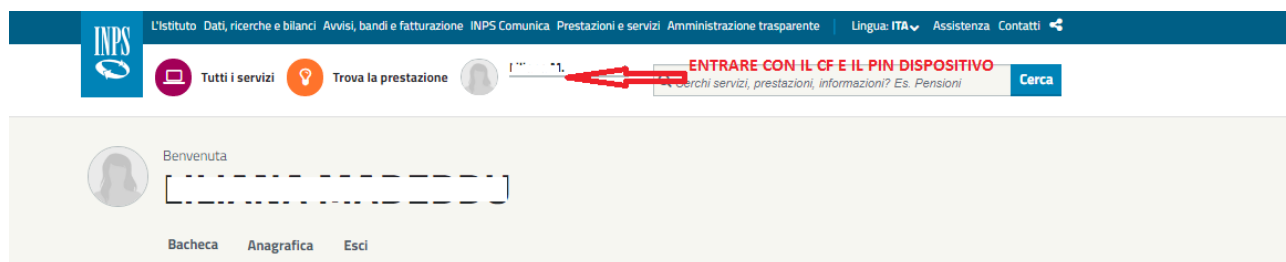 L'Istituto Dati, ricerche e bilanci Avvisi, bandi e fatturazione INPS Comunica Prestazioni e servizi Amministrazione trasparente Lingua: ITA Assistenza Contatti
INPS
ENTRARE CON IL CF E IL PIN DISPOSITIVO
Tutti i servizi Trova la prestazione
Cerchi servizi, prestazioni, informazioni? Es. Pensioni Cerca
Benvenuta
Bacheca Anagrafica Esci